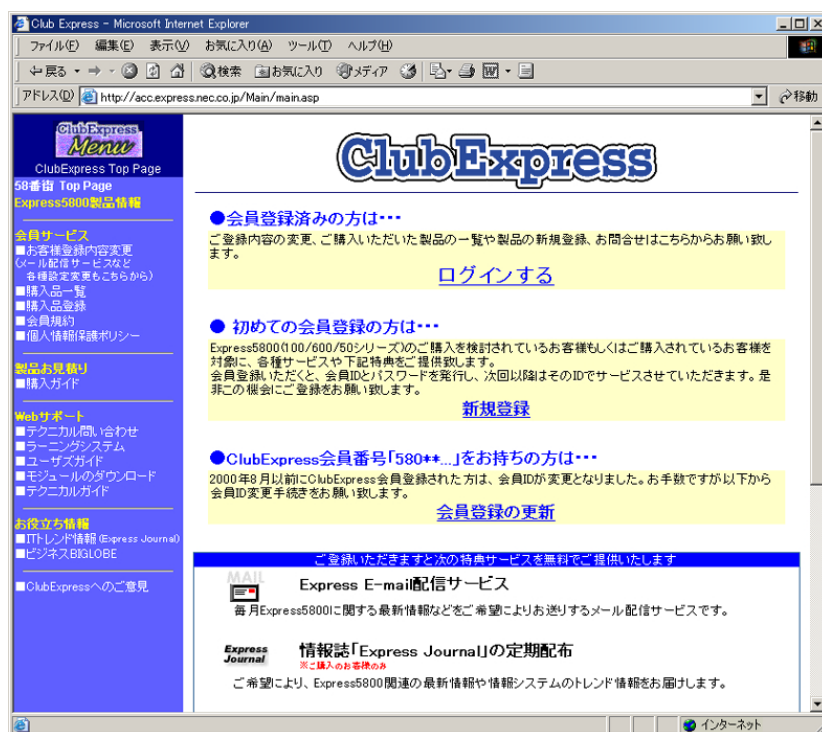 Club Express - Microsoft Internet Explorer
ファイル(F) 編集(E) 表示(V) お気に入り(A) ツール(T) ヘルプ(H)
戻る 検索 お気に入り メディア
アドレス(D) http://acc.express.nec.co.jp/Main/main.asp 移動
ClubExpress
Menu
ClubExpress Top Page
58番街 Top Page
Express5800製品情報
会員サービス
■お客様登録内容変更
(メール配信サービスなど
各種設定変更もこちらから)
■購入品一覧
■購入品登録
■会員規約
■個人情報保護ポリシー
製品お見積り
■購入ガイド
Webサポート
■テクニカル問い合わせ
■ラーニングシステム
■ユーザズガイド
■モジュールのダウンロード
■テクニカルガイド
お役立ち情報
■ITトレンド情報(Express Journal)
■ビジネスBIGLOBE
■ClubExpressへのご意見
ClubExpress
●会員登録済みの方は・・・
ご登録内容の変更、ご購入いただいた製品の一覧や製品の新規登録、お問合せはこちらからお願い致し
ます。
ログインする
● 初めての会員登録の方は・・・
Express5800(100/600/50シリーズ)のご購入を検討されているお客様もしくはご購入されているお客様を
対象に、各種サービスや下記特典をご提供致します。
会員登録いただくと、会員IDとパスワードを発行し、次回以降はそのIDでサービスさせていただきます。是
非この機会にご登録をお願い致します。
新規登録
●ClubExpress会員番号「580**...」をお持ちの方は・・・
2000年8月以前にClubExpress会員登録された方は、会員IDが変更となりました。お手数ですが以下から
会員ID変更手続きをお願い致します。
会員登録の更新
ご登録いただきますと次の特典サービスを無料でご提供いたします
MAIL
Express E-mail配信サービス
毎月Express5800に関する最新情報などをご希望によりお送りするメール配信サービスです。
Express
Journal
情報誌「Express Journal」の定期配布
※ご購入のお客様のみ
ご希望により、Express5800関連の最新情報や情報システムのトレンド情報をお届けします。
インターネット